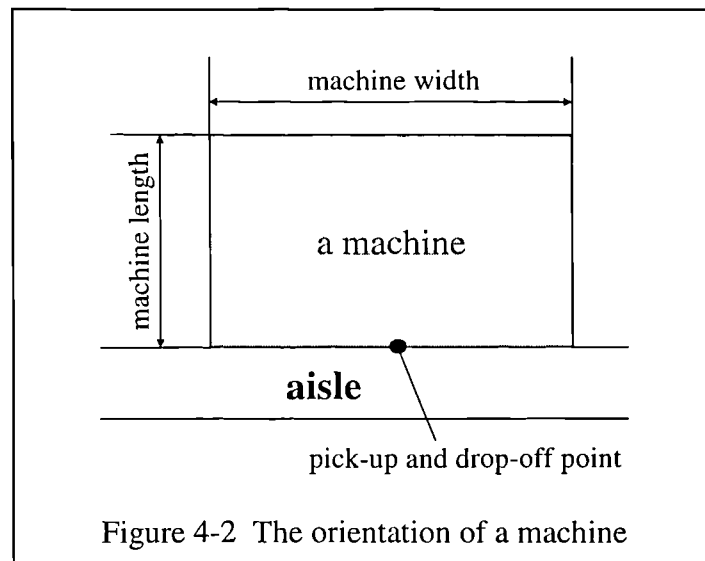 machine width
machine length
a machine
aisle
pick-up and drop-off point
Figure 4-2 The orientation of a machine